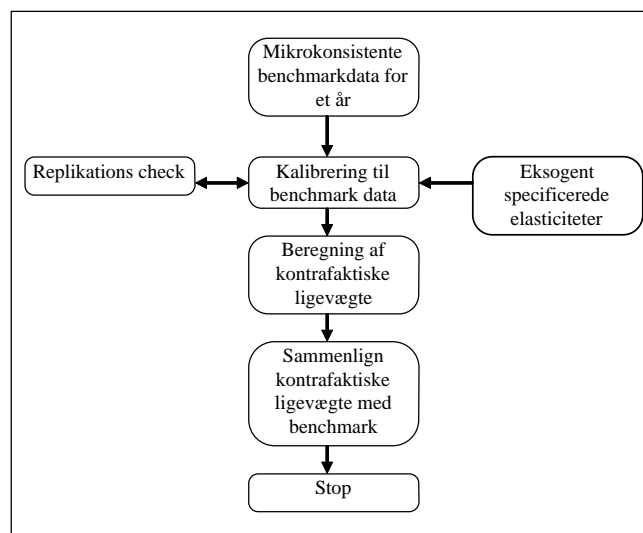 Mikrokonsistente
benchmarkdata for
et år
Replikations check
Kalibrering til
benchmark data
Eksogent
specificerede
elasticiteter
Beregning af
kontrafaktiske
ligevægte
Sammenlign
kontrafaktiske
ligevægte med
benchmark
Stop